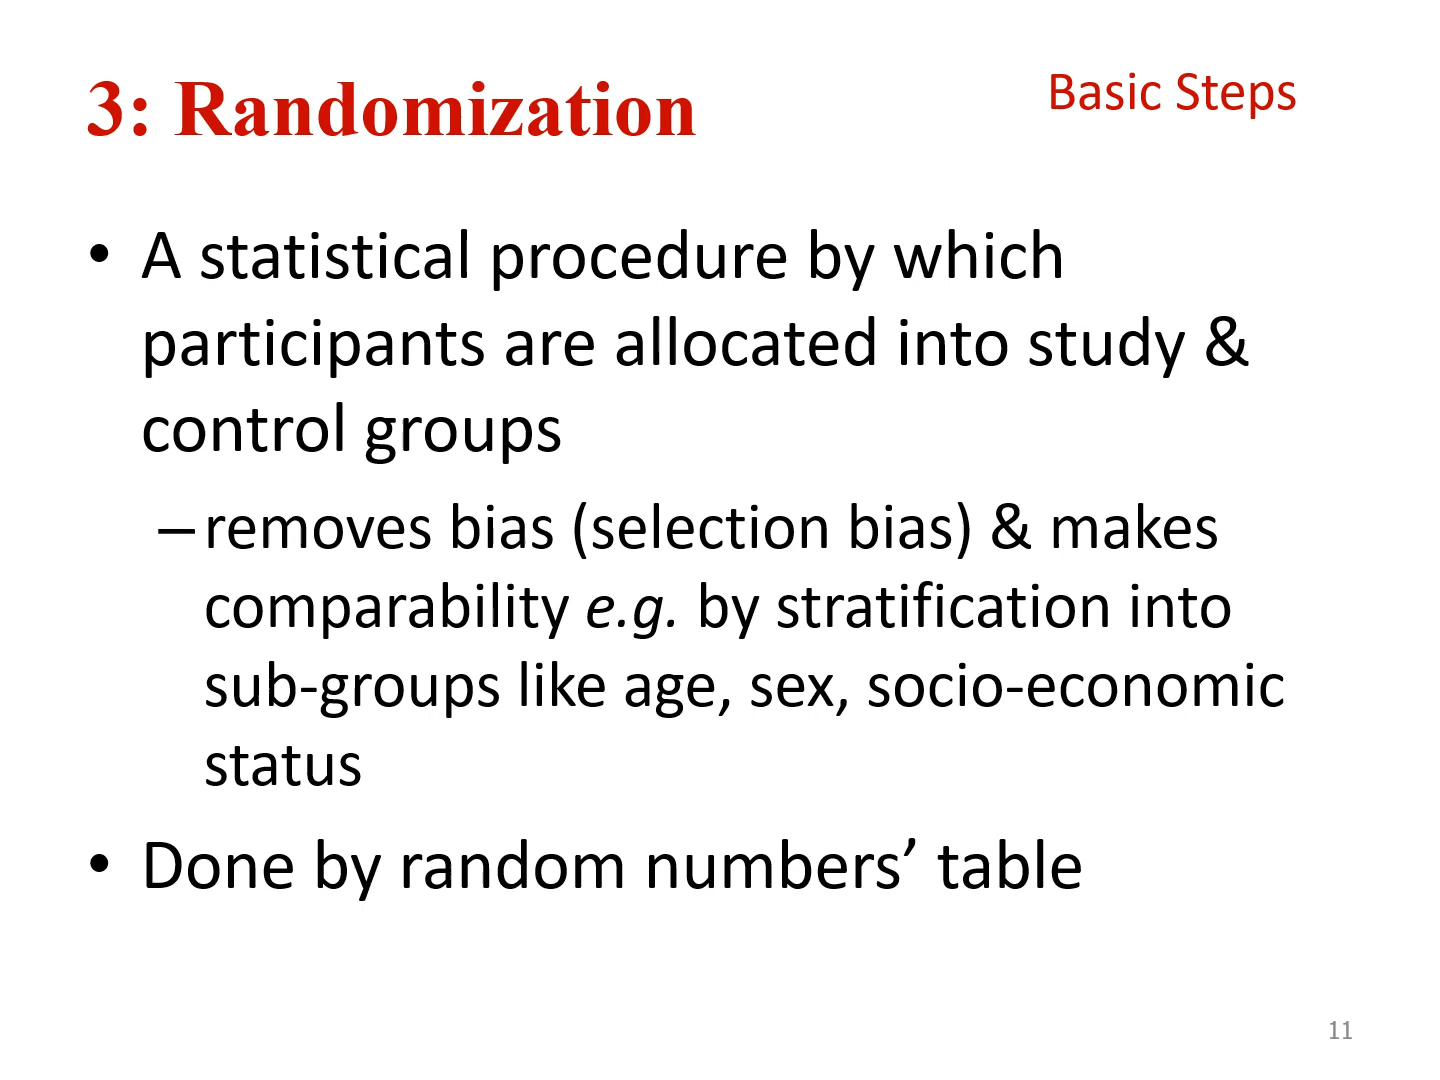 3: Randomization
Basic Steps
• A statistical procedure by which
participants are allocated into study &
control groups
– removes bias (selection bias) & makes
comparability e.g. by stratification into
sub-groups like age, sex, socio-economic
status
• Done by random numbers’ table
11